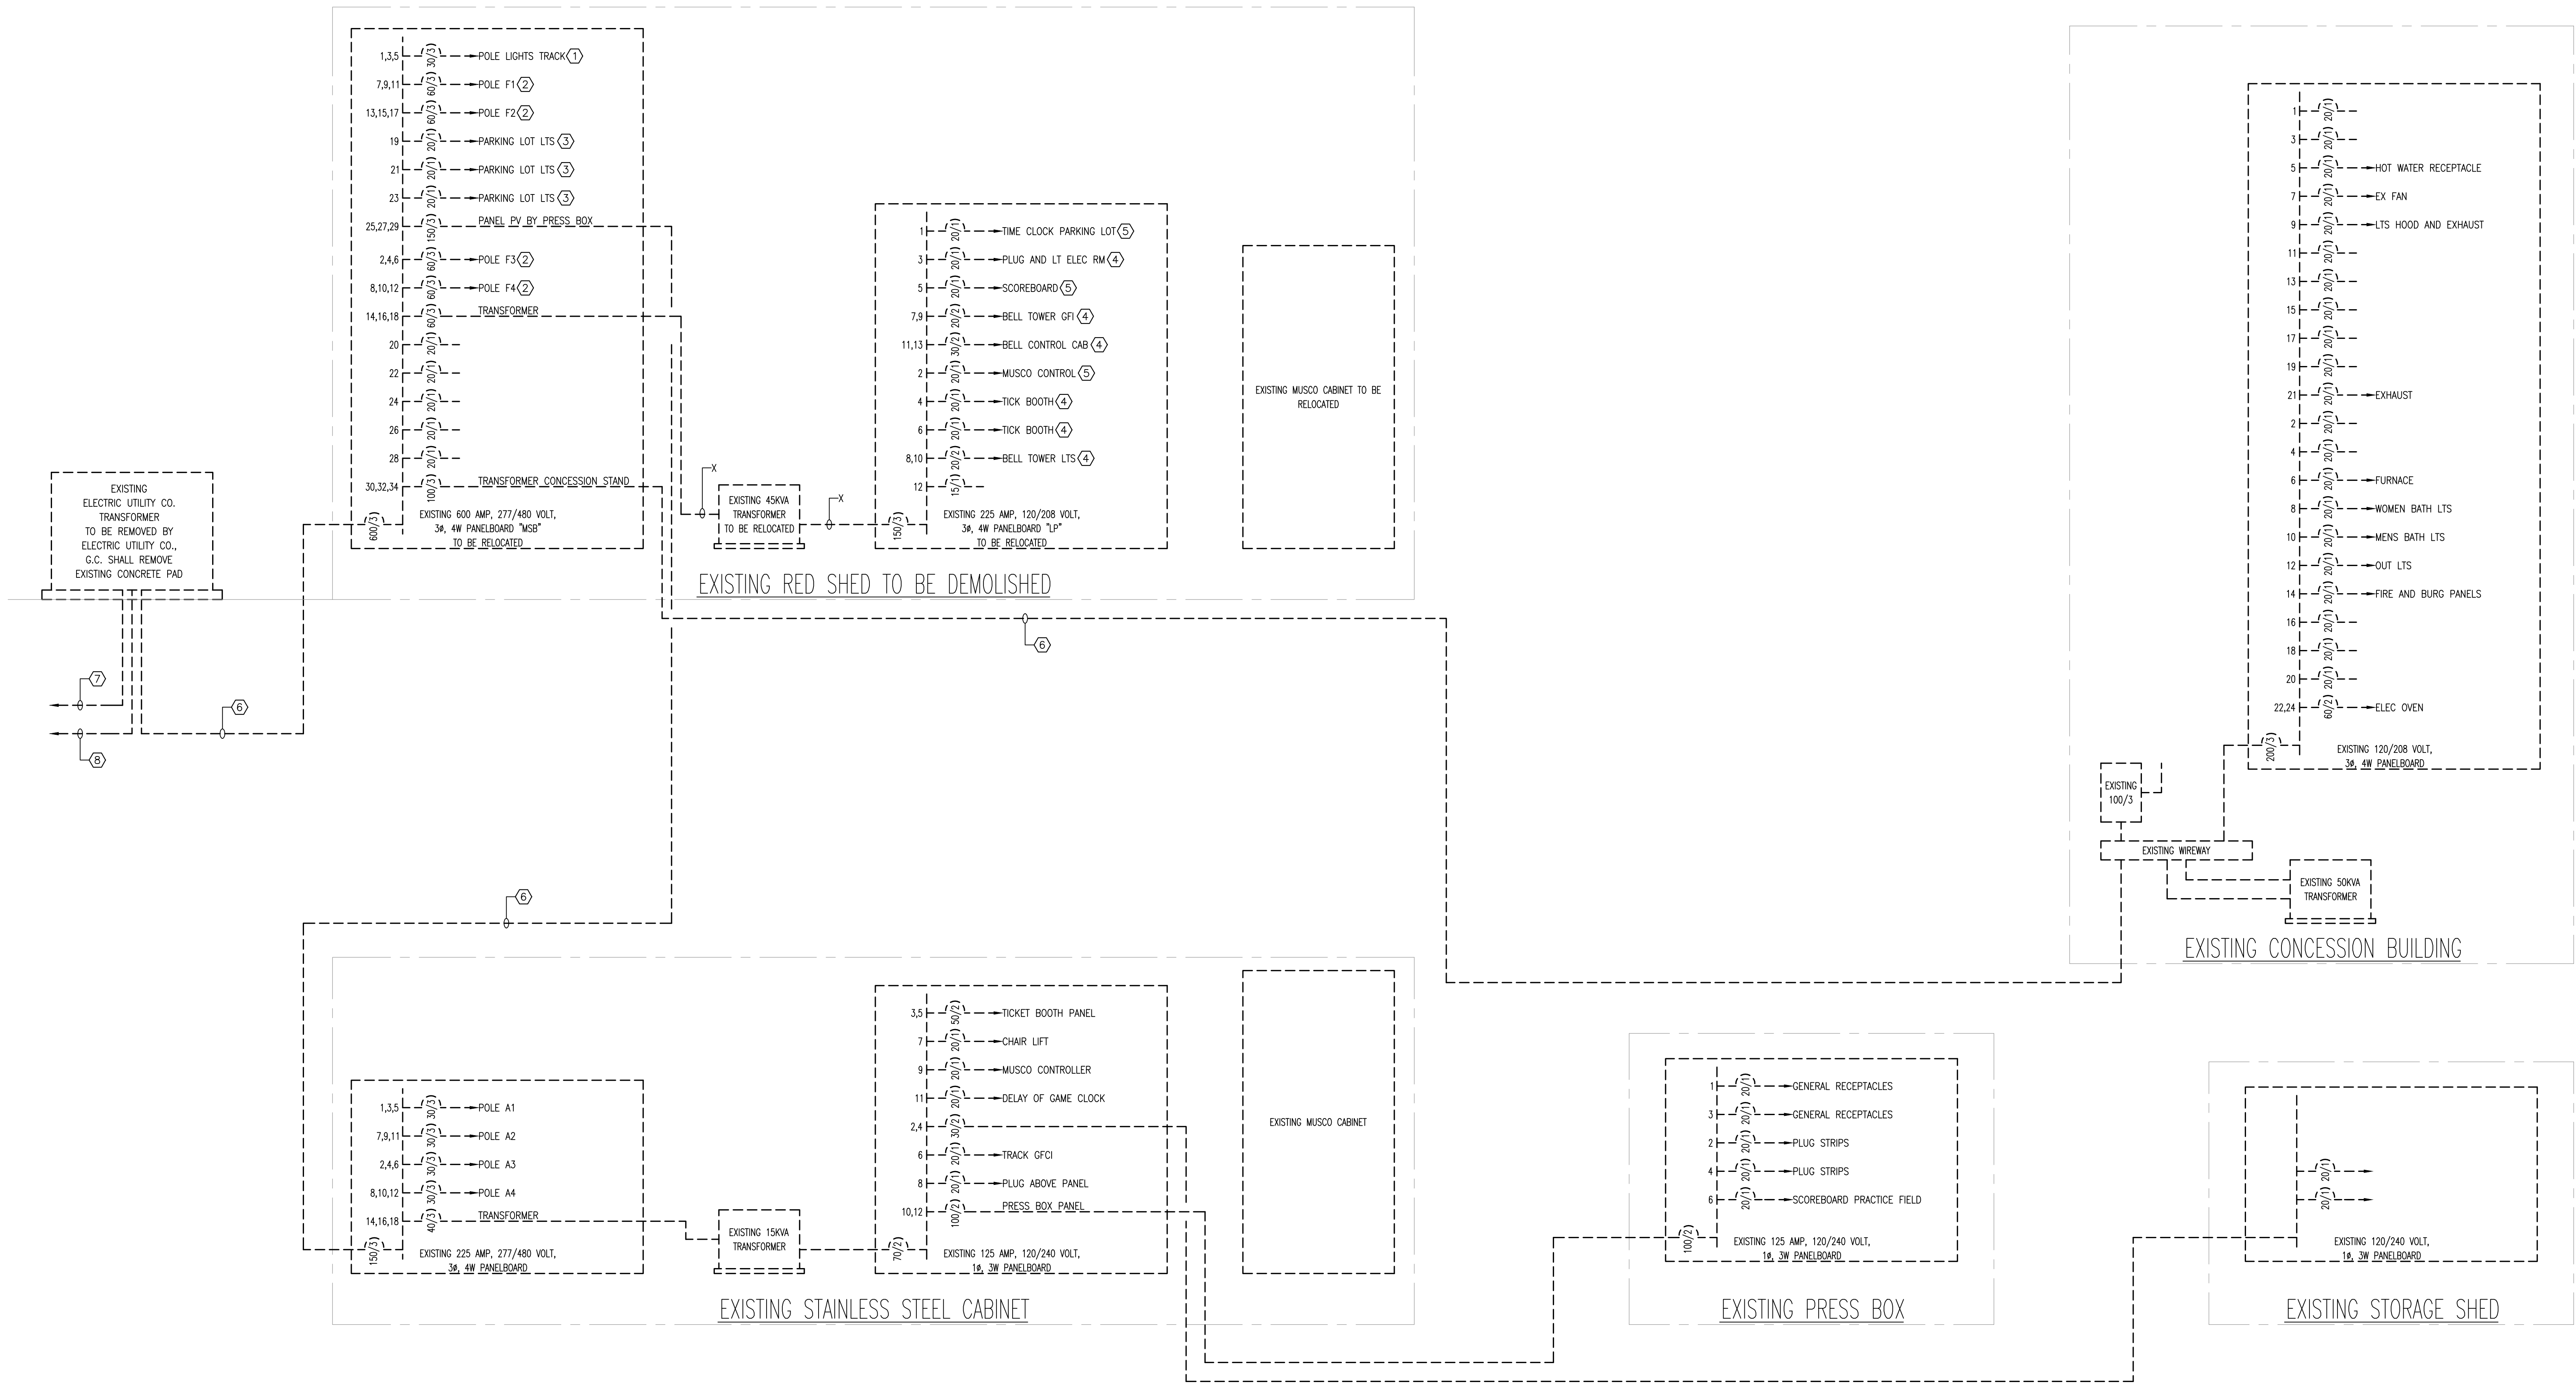 EXISTING
ELECTRIC UTILITY CO.
TRANSFORMER
TO BE REMOVED BY
ELECTRIC UTILITY CO.,
G.C. SHALL REMOVE
EXISTING CONCRETE PAD
7
8
6
1,3,5 30/3 POLE LIGHTS TRACK 1
7,9,11 60/3 POLE F1 2
13,15,17 60/3 POLE F2 2
19 20/1 PARKING LOT LTS 3
21 20/1 PARKING LOT LTS 3
23 20/1 PARKING LOT LTS 3
25,27,29 150/3 PANEL PV BY PRESS BOX
2,4,6 60/3 POLE F3 2
8,10,12 60/3 POLE F4 2
14,16,18 60/3 TRANSFORMER
20 20/1
22 20/1
24 20/1
26 20/1
28 20/1
30,32,34 100/3 TRANSFORMER CONCESSION STAND
600/3
EXISTING 600 AMP, 277/480 VOLT,
3ø, 4W PANELBOARD "MSB"
TO BE RELOCATED
X
EXISTING 45KVA
TRANSFORMER
TO BE RELOCATED
X
1 20/1 TIME CLOCK PARKING LOT 5
3 20/1 PLUG AND LT ELEC RM 4
5 20/1 SCOREBOARD 5
7,9 20/2 BELL TOWER GFI 4
11,13 30/2 BELL CONTROL CAB 4
2 20/1 MUSCO CONTROL 5
4 20/1 TICK BOOTH 4
6 20/1 TICK BOOTH 4
8,10 20/2 BELL TOWER LTS 4
12 15/1
150/3
EXISTING 225 AMP, 120/208 VOLT,
3ø, 4W PANELBOARD "LP"
TO BE RELOCATED
EXISTING MUSCO CABINET TO BE
RELOCATED
EXISTING RED SHED TO BE DEMOLISHED
6
1 20/1
3 20/1
5 20/1 HOT WATER RECEPTACLE
7 20/1 EX FAN
9 20/1 LTS HOOD AND EXHAUST
11 20/1
13 20/1
15 20/1
17 20/1
19 20/1
21 20/1 EXHAUST
2 20/1
4 20/1
6 20/1 FURNACE
8 20/1 WOMEN BATH LTS
10 20/1 MENS BATH LTS
12 20/1 OUT LTS
14 20/1 FIRE AND BURG PANELS
16 20/1
18 20/1
20 20/1
22,24 60/2 ELEC OVEN
200/3
EXISTING 120/208 VOLT,
3ø, 4W PANELBOARD
EXISTING
100/3
EXISTING WIREWAY
EXISTING 50KVA
TRANSFORMER
EXISTING CONCESSION BUILDING
6
1,3,5 30/3 POLE A1
7,9,11 30/3 POLE A2
2,4,6 30/3 POLE A3
8,10,12 30/3 POLE A4
14,16,18 40/3 TRANSFORMER
150/3
EXISTING 225 AMP, 277/480 VOLT,
3ø, 4W PANELBOARD
EXISTING 15KVA
TRANSFORMER
3,5 50/2 TICKET BOOTH PANEL
7 20/1 CHAIR LIFT
9 20/1 MUSCO CONTROLLER
11 20/1 DELAY OF GAME CLOCK
2,4 30/2
6 20/1 TRACK GFCI
8 20/1 PLUG ABOVE PANEL
10,12 100/2 PRESS BOX PANEL
70/2
EXISTING 125 AMP, 120/240 VOLT,
1ø, 3W PANELBOARD
EXISTING MUSCO CABINET
EXISTING STAINLESS STEEL CABINET
1 20/1 GENERAL RECEPTACLES
3 20/1 GENERAL RECEPTACLES
2 20/1 PLUG STRIPS
4 20/1 PLUG STRIPS
6 20/1 SCOREBOARD PRACTICE FIELD
100/2
EXISTING 125 AMP, 120/240 VOLT,
1ø, 3W PANELBOARD
EXISTING PRESS BOX
20/1
20/1
EXISTING 120/240 VOLT,
1ø, 3W PANELBOARD
EXISTING STORAGE SHED